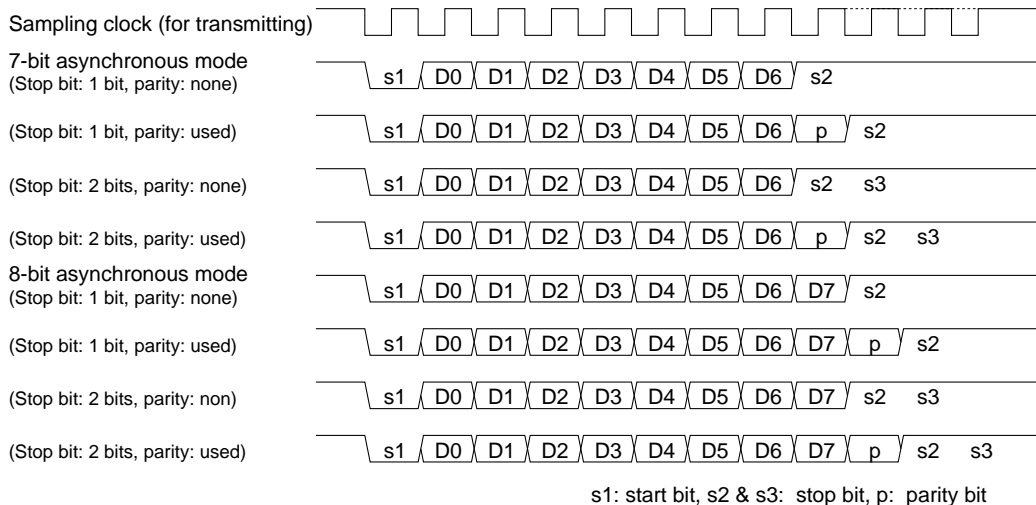 Sampling clock (for transmitting)
7-bit asynchronous mode
(Stop bit: 1 bit, parity: none)
s1 D0 D1 D2 D3 D4 D5 D6 s2
(Stop bit: 1 bit, parity: used)
s1 D0 D1 D2 D3 D4 D5 D6 p s2
(Stop bit: 2 bits, parity: none)
s1 D0 D1 D2 D3 D4 D5 D6 s2 s3
(Stop bit: 2 bits, parity: used)
s1 D0 D1 D2 D3 D4 D5 D6 p s2 s3
8-bit asynchronous mode
(Stop bit: 1 bit, parity: none)
s1 D0 D1 D2 D3 D4 D5 D6 D7 s2
(Stop bit: 1 bit, parity: used)
s1 D0 D1 D2 D3 D4 D5 D6 D7 p s2
(Stop bit: 2 bits, parity: non)
s1 D0 D1 D2 D3 D4 D5 D6 D7 s2 s3
(Stop bit: 2 bits, parity: used)
s1 D0 D1 D2 D3 D4 D5 D6 D7 p s2 s3
s1: start bit, s2 & s3: stop bit, p: parity bit